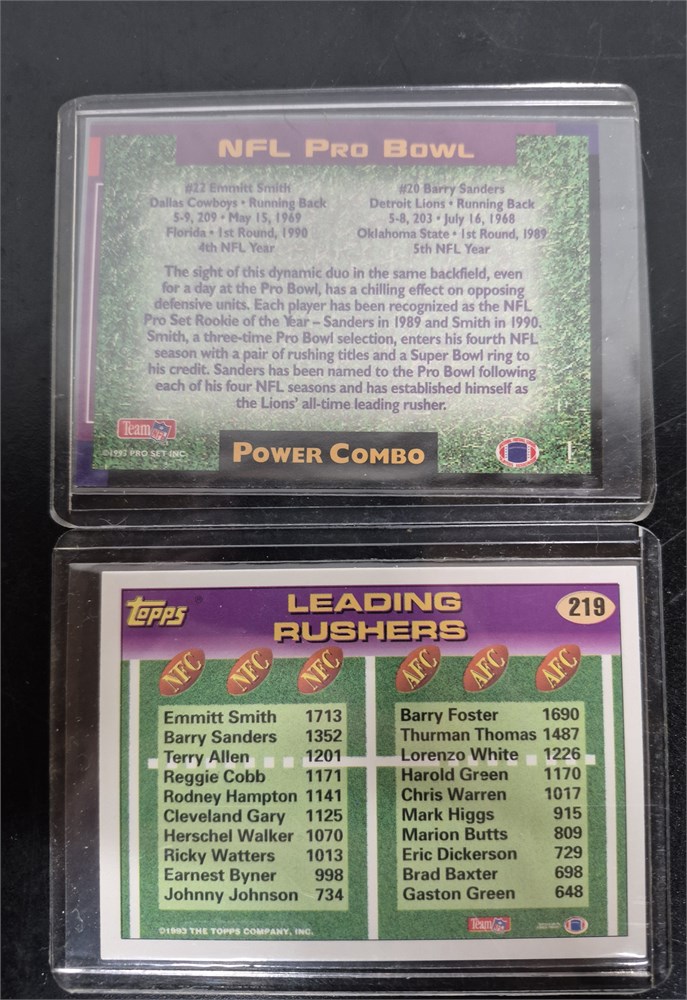 NFL PRO BOWL
#22 Emmitt Smith
Dallas Cowboys • Running Back
5-9, 209 • May 15, 1969
Florida • 1st Round, 1990
4th NFL Year
#20 Barry Sanders
Detroit Lions • Running Back
5-8, 203 • July 16, 1968
Oklahoma State • 1st Round, 1989
5th NFL Year
The sight of this dynamic duo in the same backfield, even
for a day at the Pro Bowl, has a chilling effect on opposing
defensive units. Each player has been recognized as the NFL
Pro Set Rookie of the Year – Sanders in 1989 and Smith in 1990.
Smith, a three-time Pro Bowl selection, enters his fourth NFL
season with a pair of rushing titles and a Super Bowl ring to
his credit. Sanders has been named to the Pro Bowl following
each of his four NFL seasons and has established himself as
the Lions' all-time leading rusher.
Team NFL
©1993 PRO SET INC.
POWER COMBO
1
TOPPS
LEADING
RUSHERS
219
NFC NFC NFC
Emmitt Smith 1713
Barry Sanders 1352
Terry Allen 1201
Reggie Cobb 1171
Rodney Hampton 1141
Cleveland Gary 1125
Herschel Walker 1070
Ricky Watters 1013
Earnest Byner 998
Johnny Johnson 734
AFC AFC AFC
Barry Foster 1690
Thurman Thomas 1487
Lorenzo White 1226
Harold Green 1170
Chris Warren 1017
Mark Higgs 915
Marion Butts 809
Eric Dickerson 729
Brad Baxter 698
Gaston Green 648
©1993 THE TOPPS COMPANY, INC.
Team NFL